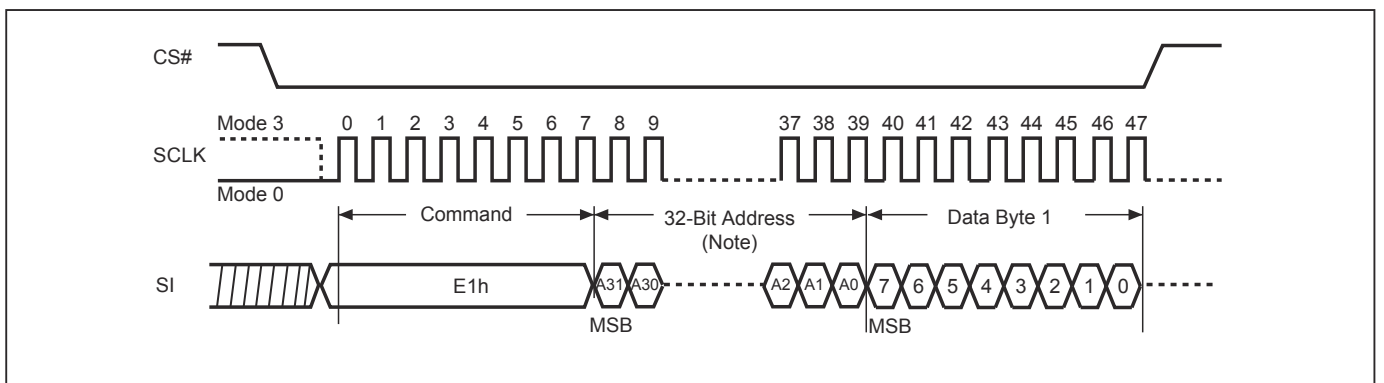 CS#
Mode 3
0 1 2 3 4 5 6 7 8 9 37 38 39 40 41 42 43 44 45 46 47
SCLK
Mode 0
Command 32-Bit Address (Note) Data Byte 1
SI E1h A31 A30 A2 A1 A0 7 6 5 4 3 2 1 0
MSB MSB